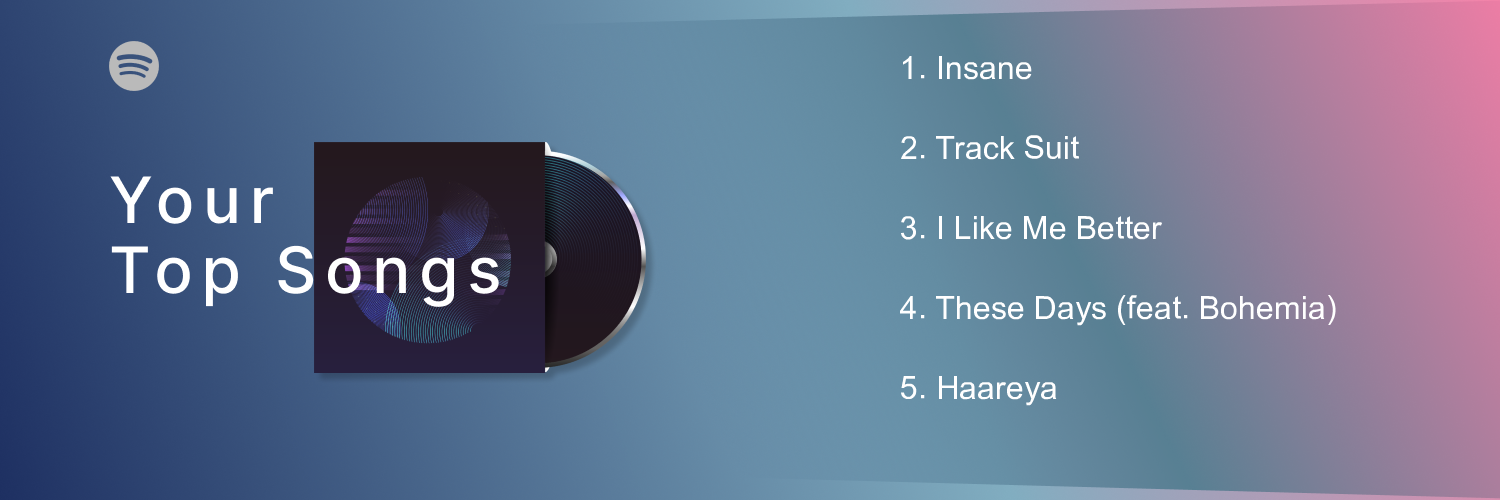 Your
Top Songs
1. Insane
2. Track Suit
3. I Like Me Better
4. These Days (feat. Bohemia)
5. Haareya